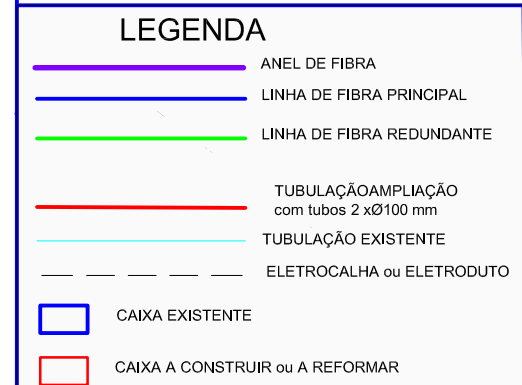 LEGENDA
ANEL DE FIBRA
LINHA DE FIBRA PRINCIPAL
LINHA DE FIBRA REDUNDANTE
TUBULAÇÃOAMPLIAÇÃO
com tubos 2 xØ100 mm
TUBULAÇÃO EXISTENTE
ELETROCALHA ou ELETRODUTO
CAIXA EXISTENTE
CAIXA A CONSTRUIR ou A REFORMAR